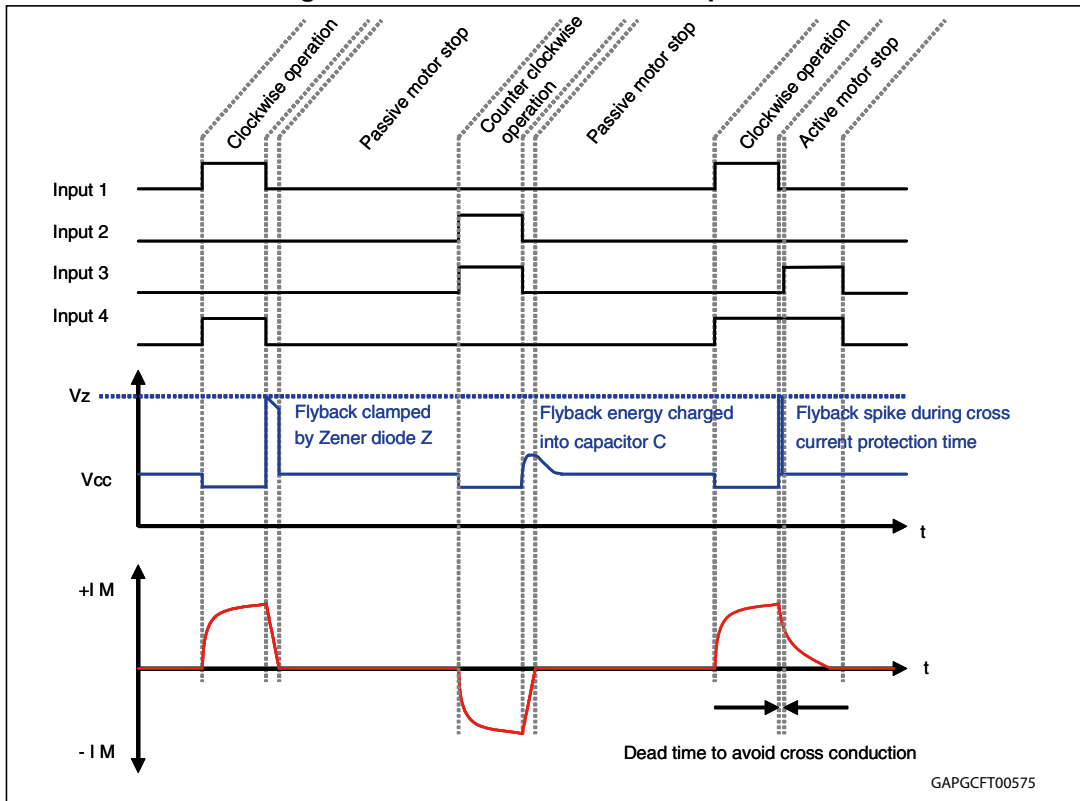 Clockwise operation
Passive motor stop
Counter clockwise
operation
Passive motor stop
Clockwise operation
Active motor stop
Input 1
Input 2
Input 3
Input 4
Vz
Flyback clamped
by Zener diode Z
Flyback energy charged
into capacitor C
Flyback spike during cross
current protection time
Vcc
t
+I M
t
- I M
Dead time to avoid cross conduction
GAPGCFT00575